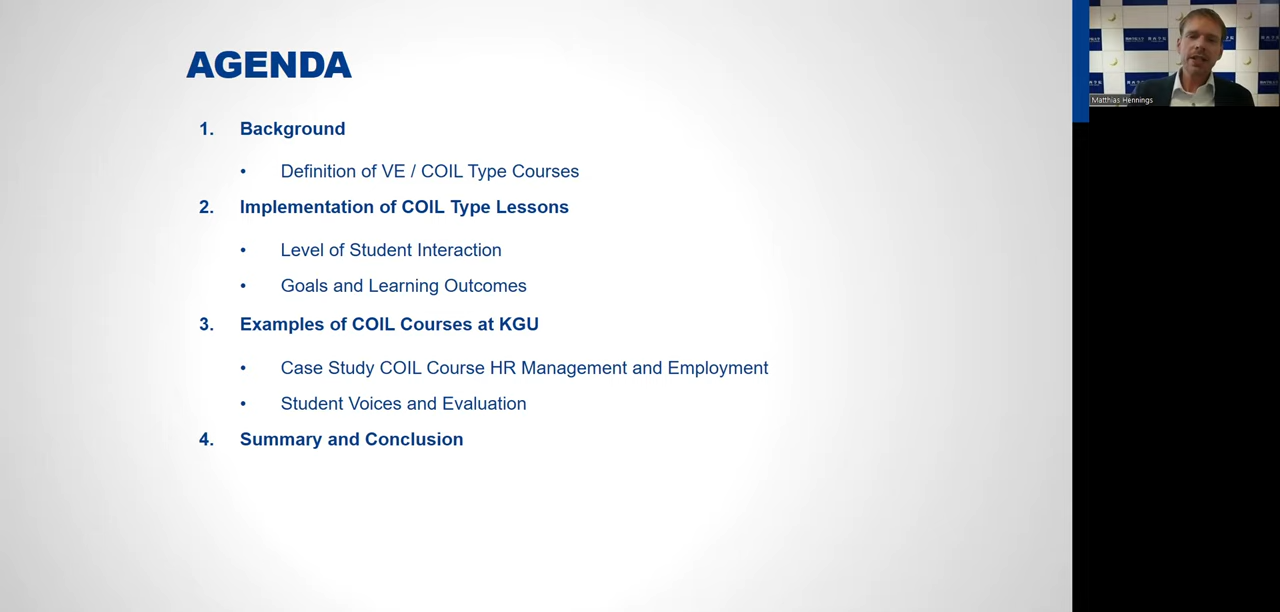 AGENDA
1. Background
• Definition of VE / COIL Type Courses
2. Implementation of COIL Type Lessons
• Level of Student Interaction
• Goals and Learning Outcomes
3. Examples of COIL Courses at KGU
• Case Study COIL Course HR Management and Employment
• Student Voices and Evaluation
4. Summary and Conclusion
Matthias Hennings